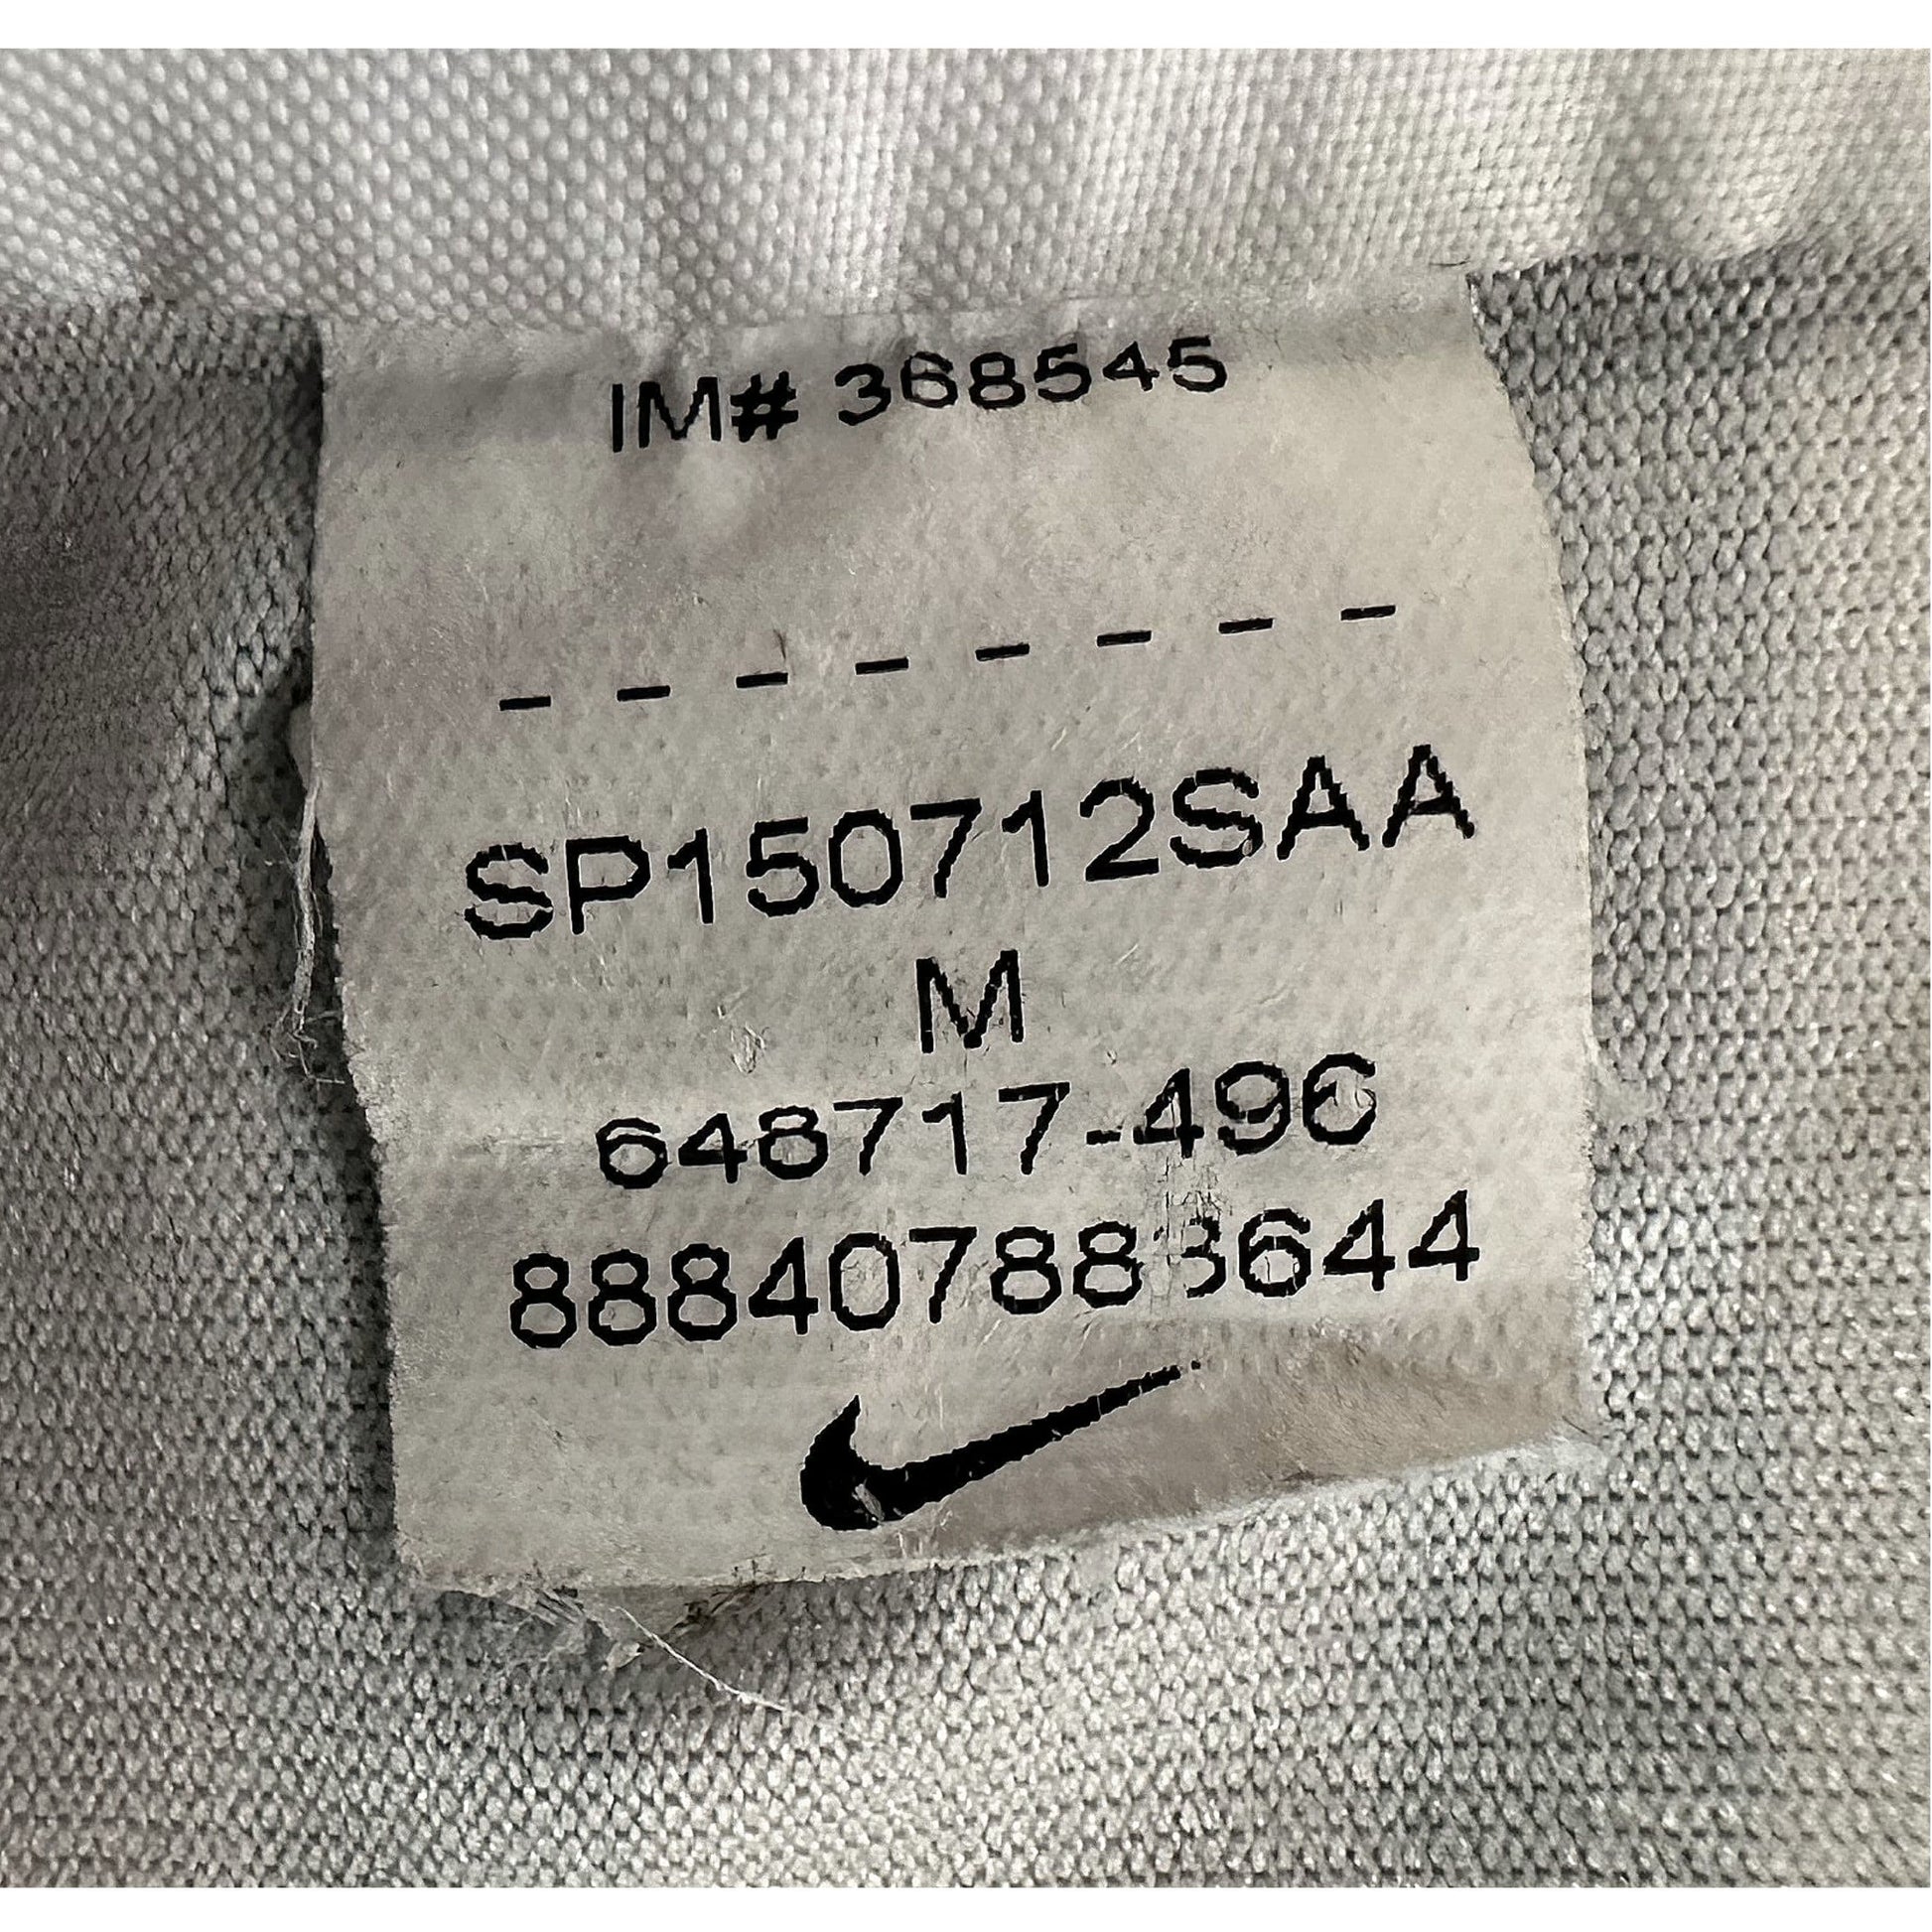 IM# 368545
- - - - - - - -
SP150712SAA
M
648717-496
888407883644